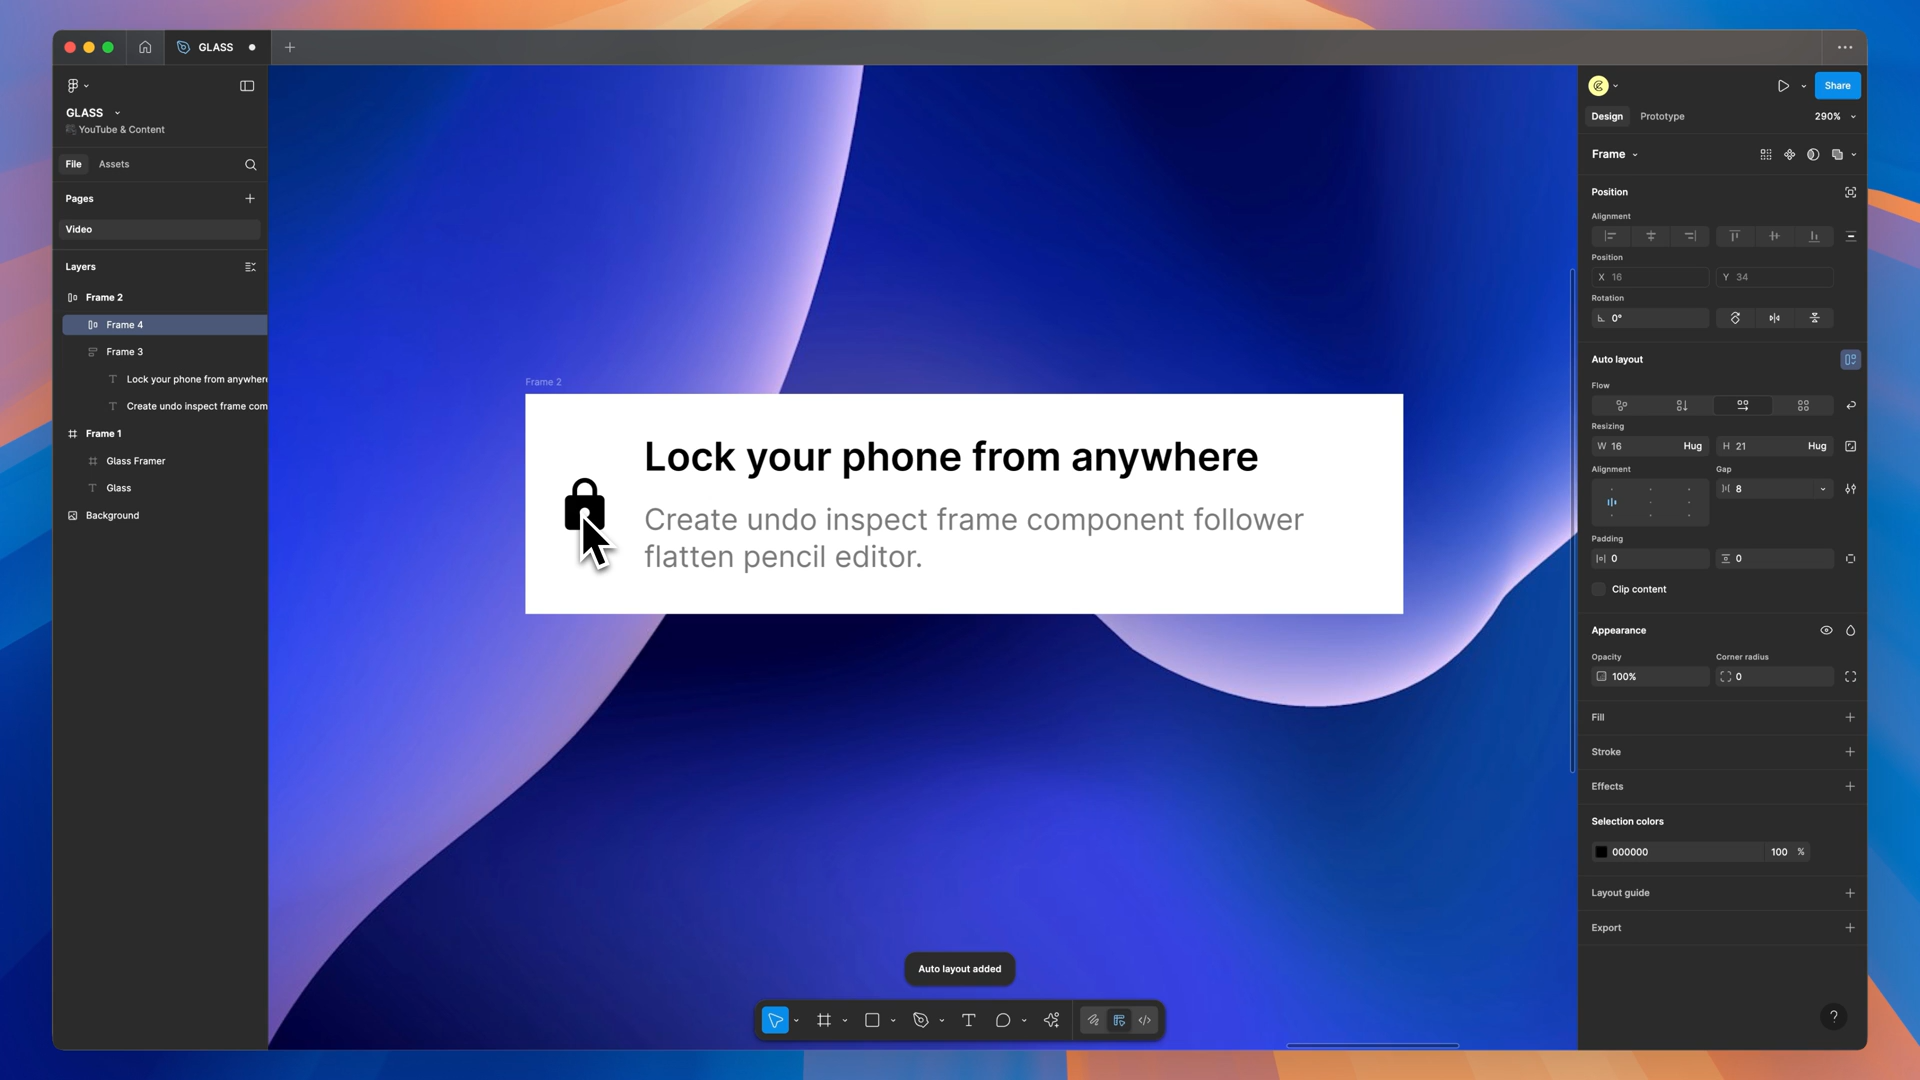 GLASS
GLASS
YouTube & Content
File
Assets
Pages
Video
Layers
Frame 2
Frame 4
Frame 3
Lock your phone from anywhere
Create undo inspect frame com
Frame 1
Glass Framer
Glass
Background
Frame 2
Lock your phone from anywhere
Create undo inspect frame component follower
flatten pencil editor.
Auto layout added
Share
Design
Prototype
290%
Frame
Position
Alignment
Position
X 16
Y 34
Rotation
0°
Auto layout
Flow
Resizing
W 16 Hug
H 21 Hug
Alignment
Gap
8
Padding
0
0
Clip content
Appearance
Opacity
Corner radius
100%
0
Fill
Stroke
Effects
Selection colors
000000 100 %
Layout guide
Export
?